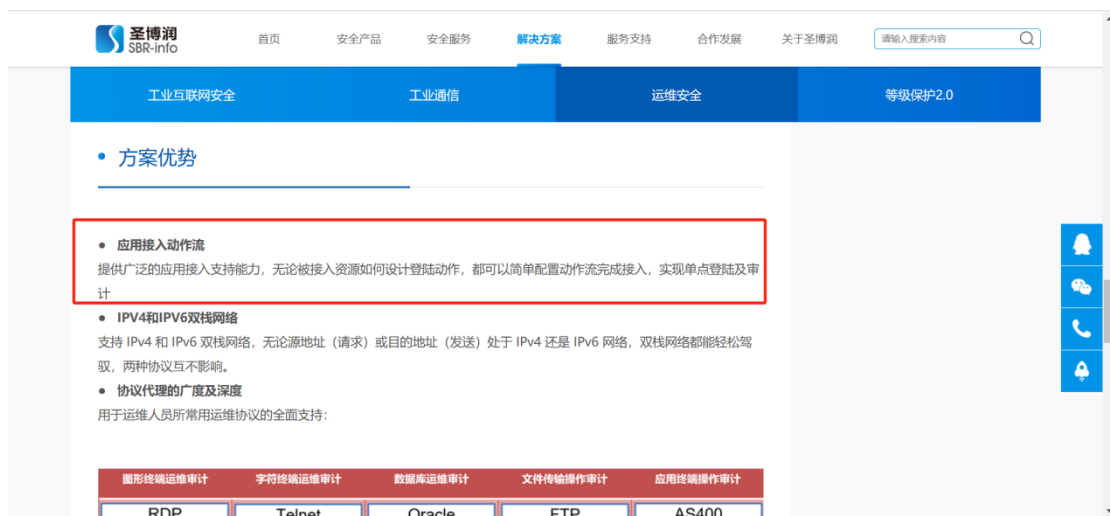 圣博润
SBR-info
首页 安全产品 安全服务 解决方案 服务支持 合作发展 关于圣博润 请输入搜索内容
工业互联网安全 工业通信 运维安全 等级保护2.0
• 方案优势
● 应用接入动作流
提供广泛的应用接入支持能力，无论被接入资源如何设计登陆动作，都可以简单配置动作流完成接入，实现单点登陆及审
计
● IPV4和IPV6双栈网络
支持 IPv4 和 IPv6 双栈网络，无论源地址（请求）或目的地址（发送）处于 IPv4 还是 IPv6 网络，双栈网络都能轻松驾
驭，两种协议互不影响。
● 协议代理的广度及深度
用于运维人员所常用运维协议的全面支持：
图形终端运维审计 字符终端运维审计 数据库运维审计 文件传输操作审计 应用终端操作审计
RDP Telnet Oracle FTP AS400